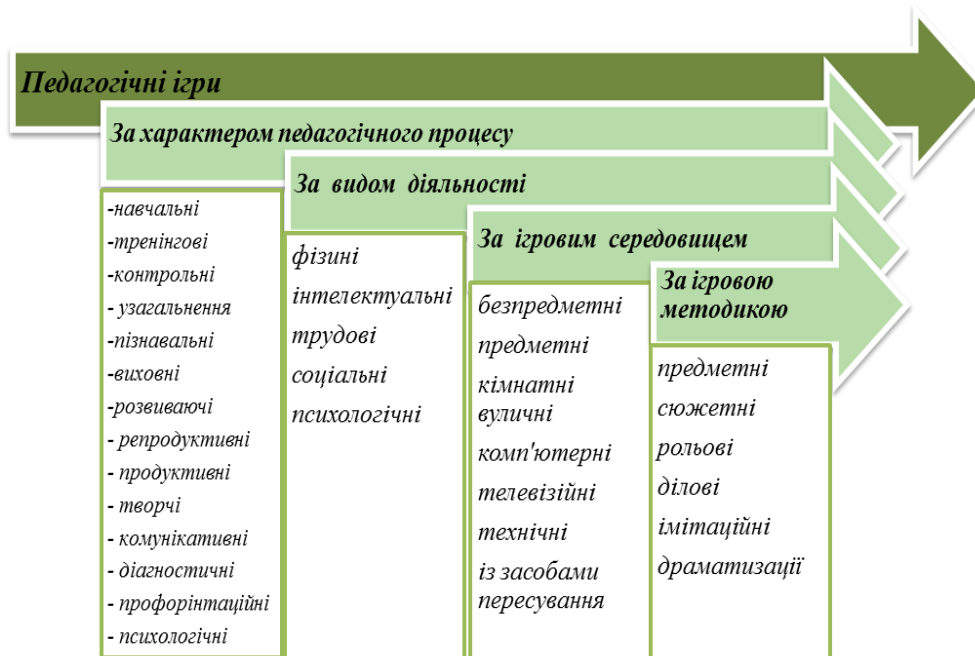 Педагогічні ігри
За характером педагогічного процесу
-навчальні
-тренінгові
-контрольні
- узагальнення
-пізнавальні
-виховні
-розвиваючі
- репродуктивні
- продуктивні
- творчі
- комунікативні
- діагностичні
- профорінтаційні
- психологічні
За видом діяльності
фізині
інтелектуальні
трудові
соціальні
психологічні
За ігровим середовищем
безпредметні
предметні
кімнатні
вуличні
комп'ютерні
телевізійні
технічні
із засобами
пересування
За ігровою
методикою
предметні
сюжетні
рольові
ділові
імітаційні
драматизації